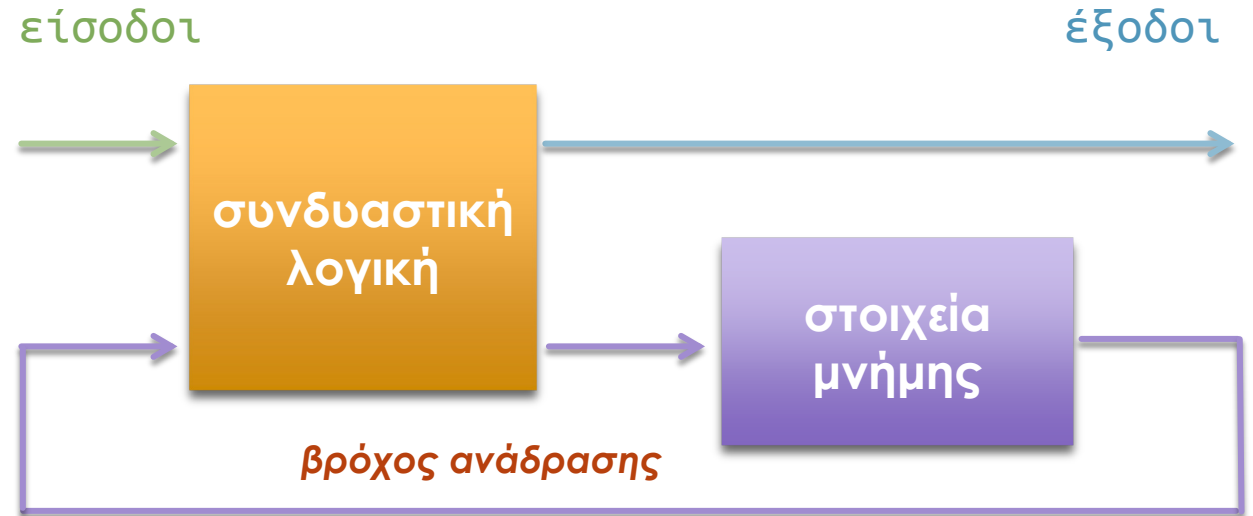 είσοδοι
έξοδοι
συνδυαστική
λογική
στοιχεία
μνήμης
βρόχος ανάδρασης